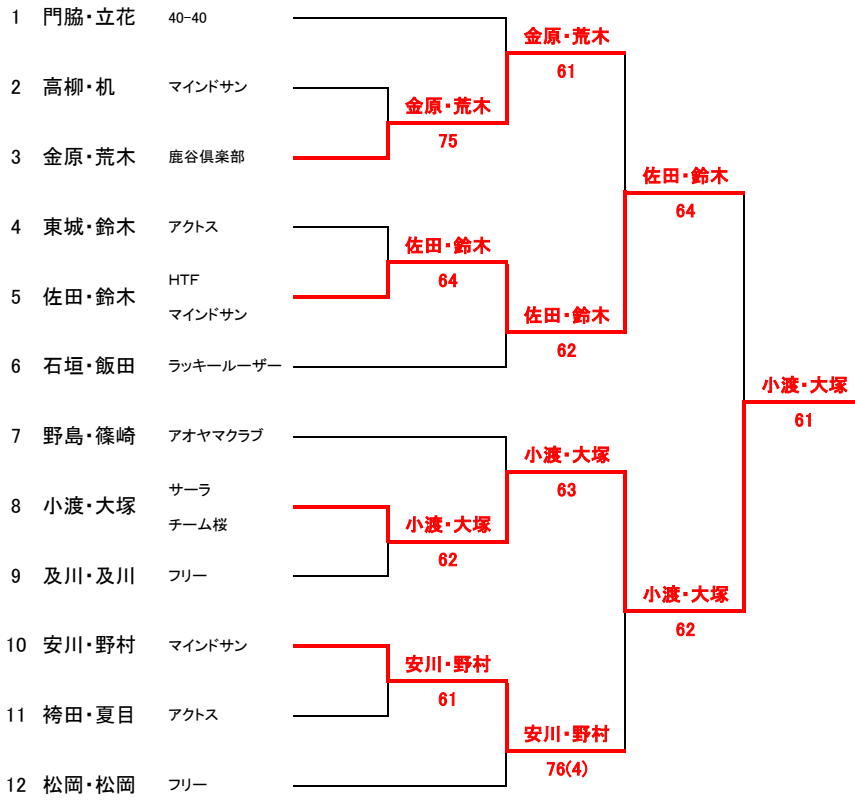 1 門脇・立花 40-40
金原・荒木
61
2 高柳・机 マインドサン
金原・荒木
75
3 金原・荒木 鹿谷倶楽部
佐田・鈴木
64
4 東城・鈴木 アクトス
佐田・鈴木
64
5 佐田・鈴木 HTF
マインドサン
佐田・鈴木
62
6 石垣・飯田 ラッキールーザー
小渡・大塚
61
7 野島・篠崎 アオヤマクラブ
小渡・大塚
63
8 小渡・大塚 サーラ
チーム桜
小渡・大塚
62
9 及川・及川 フリー
小渡・大塚
62
10 安川・野村 マインドサン
安川・野村
61
11 袴田・夏目 アクトス
安川・野村
76(4)
12 松岡・松岡 フリー